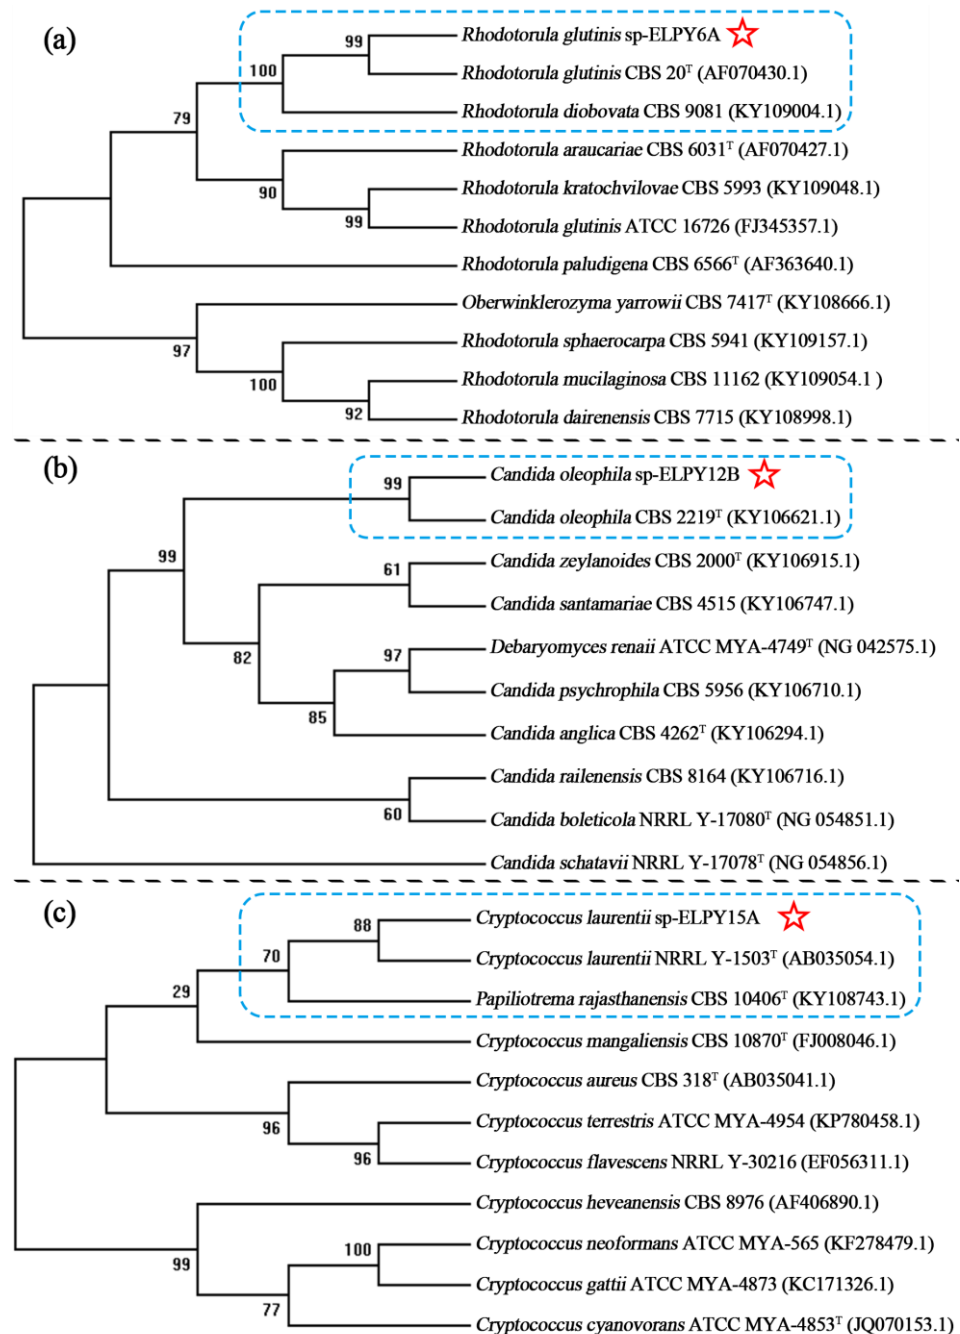 (a)
Rhodotorula glutinis sp-ELPY6A
99
Rhodotorula glutinis CBS 20ᵀ (AF070430.1)
100
Rhodotorula diobovata CBS 9081 (KY109004.1)
79
Rhodotorula araucariae CBS 6031ᵀ (AF070427.1)
90
Rhodotorula kratochvilovae CBS 5993 (KY109048.1)
99
Rhodotorula glutinis ATCC 16726 (FJ345357.1)
Rhodotorula paludigena CBS 6566ᵀ (AF363640.1)
Oberwinklerozyma yarrowii CBS 7417ᵀ (KY108666.1)
97
Rhodotorula sphaerocarpa CBS 5941 (KY109157.1)
100
Rhodotorula mucilaginosa CBS 11162 (KY109054.1 )
92
Rhodotorula dairenensis CBS 7715 (KY108998.1)
(b)
Candida oleophila sp-ELPY12B
99
Candida oleophila CBS 2219ᵀ (KY106621.1)
99
Candida zeylanoides CBS 2000ᵀ (KY106915.1)
61
Candida santamariae CBS 4515 (KY106747.1)
82
Debaryomyces renaii ATCC MYA-4749ᵀ (NG 042575.1)
97
Candida psychrophila CBS 5956 (KY106710.1)
85
Candida anglica CBS 4262ᵀ (KY106294.1)
Candida railenensis CBS 8164 (KY106716.1)
60
Candida boleticola NRRL Y-17080ᵀ (NG 054851.1)
Candida schatavii NRRL Y-17078ᵀ (NG 054856.1)
(c)
Cryptococcus laurentii sp-ELPY15A
88
Cryptococcus laurentii NRRL Y-1503ᵀ (AB035054.1)
70
Papiliotrema rajasthanensis CBS 10406ᵀ (KY108743.1)
29
Cryptococcus mangaliensis CBS 10870ᵀ (FJ008046.1)
Cryptococcus aureus CBS 318ᵀ (AB035041.1)
96
Cryptococcus terrestris ATCC MYA-4954 (KP780458.1)
96
Cryptococcus flavescens NRRL Y-30216 (EF056311.1)
Cryptococcus heveanensis CBS 8976 (AF406890.1)
99
Cryptococcus neoformans ATCC MYA-565 (KF278479.1)
100
Cryptococcus gattii ATCC MYA-4873 (KC171326.1)
77
Cryptococcus cyanovorans ATCC MYA-4853ᵀ (JQ070153.1)